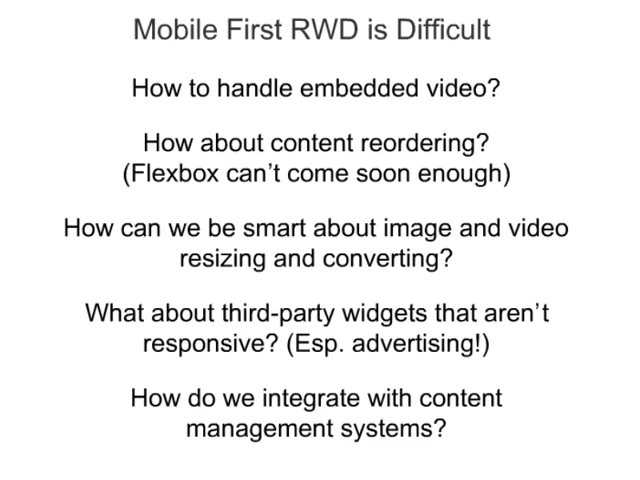 Mobile First RWD is Difficult
How to handle embedded video?
How about content reordering?
(Flexbox can't come soon enough)
How can we be smart about image and video
resizing and converting?
What about third-party widgets that aren't
responsive? (Esp. advertising!)
How do we integrate with content
management systems?